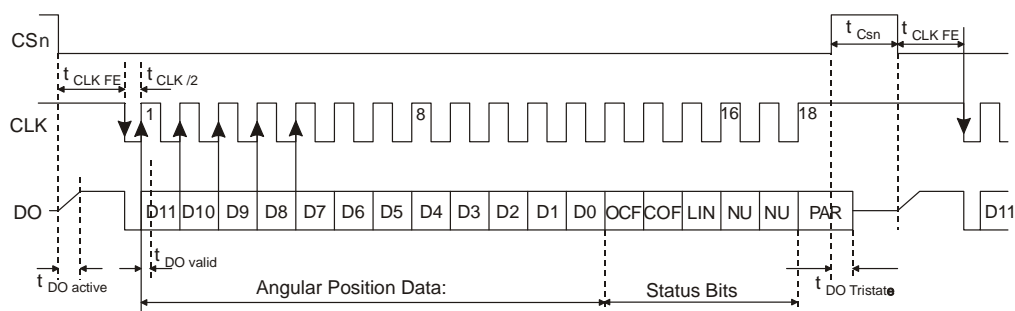 CSn
t Csn
t CLK FE
t CLK FE
t CLK /2
CLK
1
8
16
18
DO
D11 D10 D9 D8 D7 D6 D5 D4 D3 D2 D1 D0 OCF COF LIN NU NU PAR
D11
t DO valid
t DO active
Angular Position Data:
Status Bits
t DO Tristate